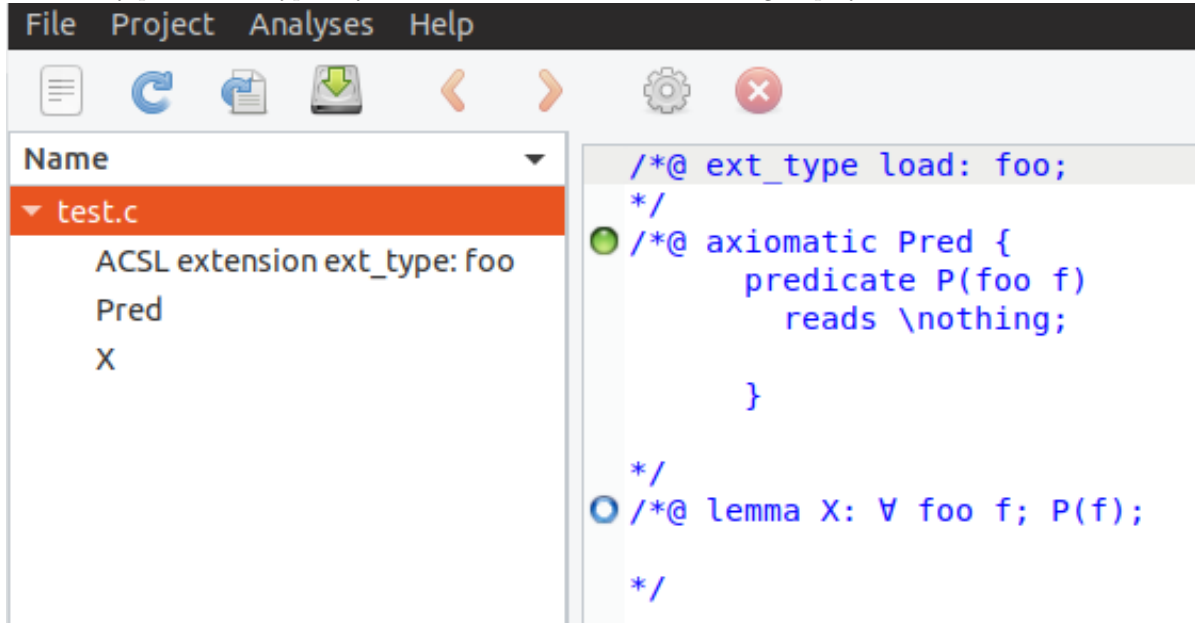 File Project Analyses Help
Name
test.c
ACSL extension ext_type: foo
Pred
X
/*@ ext_type load: foo;
*/
/*@ axiomatic Pred {
predicate P(foo f)
reads \nothing;
}
*/
/*@ lemma X: ∀ foo f; P(f);
*/